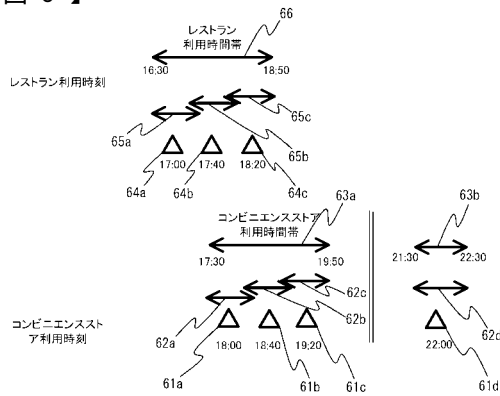 図 6 】
66
レストラン
利用時間帯
16:30 18:50
レストラン利用時刻
65a 65b 65c
17:00 17:40 18:20
64a 64b 64c
63a 63b
コンビニエンスストア
利用時間帯
17:30 19:50 21:30 22:30
62a 62b 62c 62d
コンビニエンススト
ア利用時刻
18:00 18:40 19:20 22:00
61a 61b 61c 61d